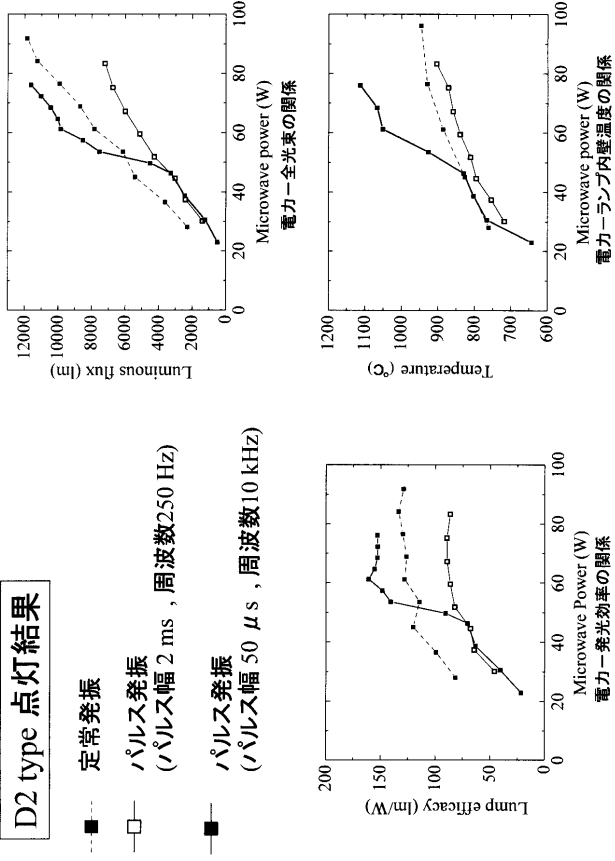 D2 type 点灯結果
定常発振
パルス発振
(パルス幅 2 ms , 周波数250 Hz)
パルス発振
(パルス幅 50 μs , 周波数10 kHz)
Luminous flux (lm)
12000
10000
8000
6000
4000
2000
0
0 20 40 60 80 100
Microwave power (W)
電力ー全光束の関係
Lump efficacy (lm/W)
200
150
100
50
0
0 20 40 60 80 100
Microwave Power (W)
電力ー発光効率の関係
Temperature (℃)
1200
1100
1000
900
800
700
600
0 20 40 60 80 100
Microwave power (W)
電力ーランプ内壁温度の関係